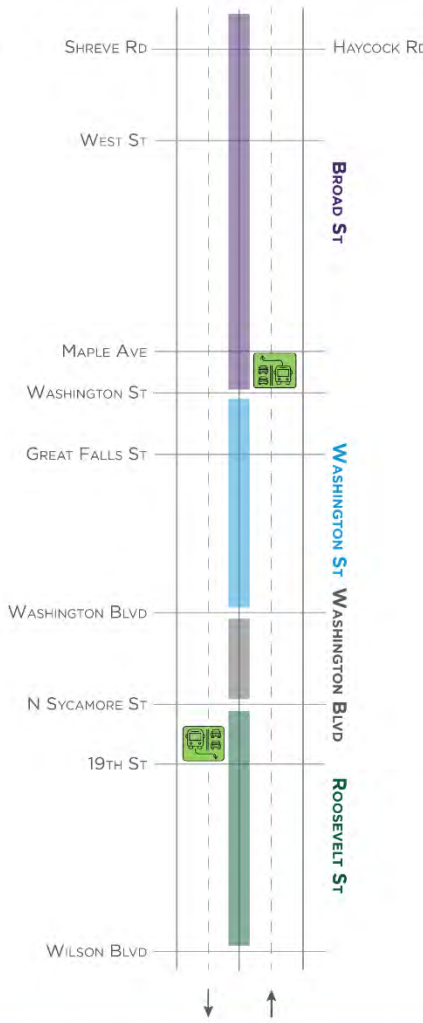 SHREVE RD
HAYCOCK RD
WEST ST
BROAD ST
MAPLE AVE
WASHINGTON ST
GREAT FALLS ST
WASHINGTON ST
WASHINGTON BLVD
WASHINGTON BLVD
N SYCAMORE ST
19TH ST
ROOSEVELT ST
WILSON BLVD